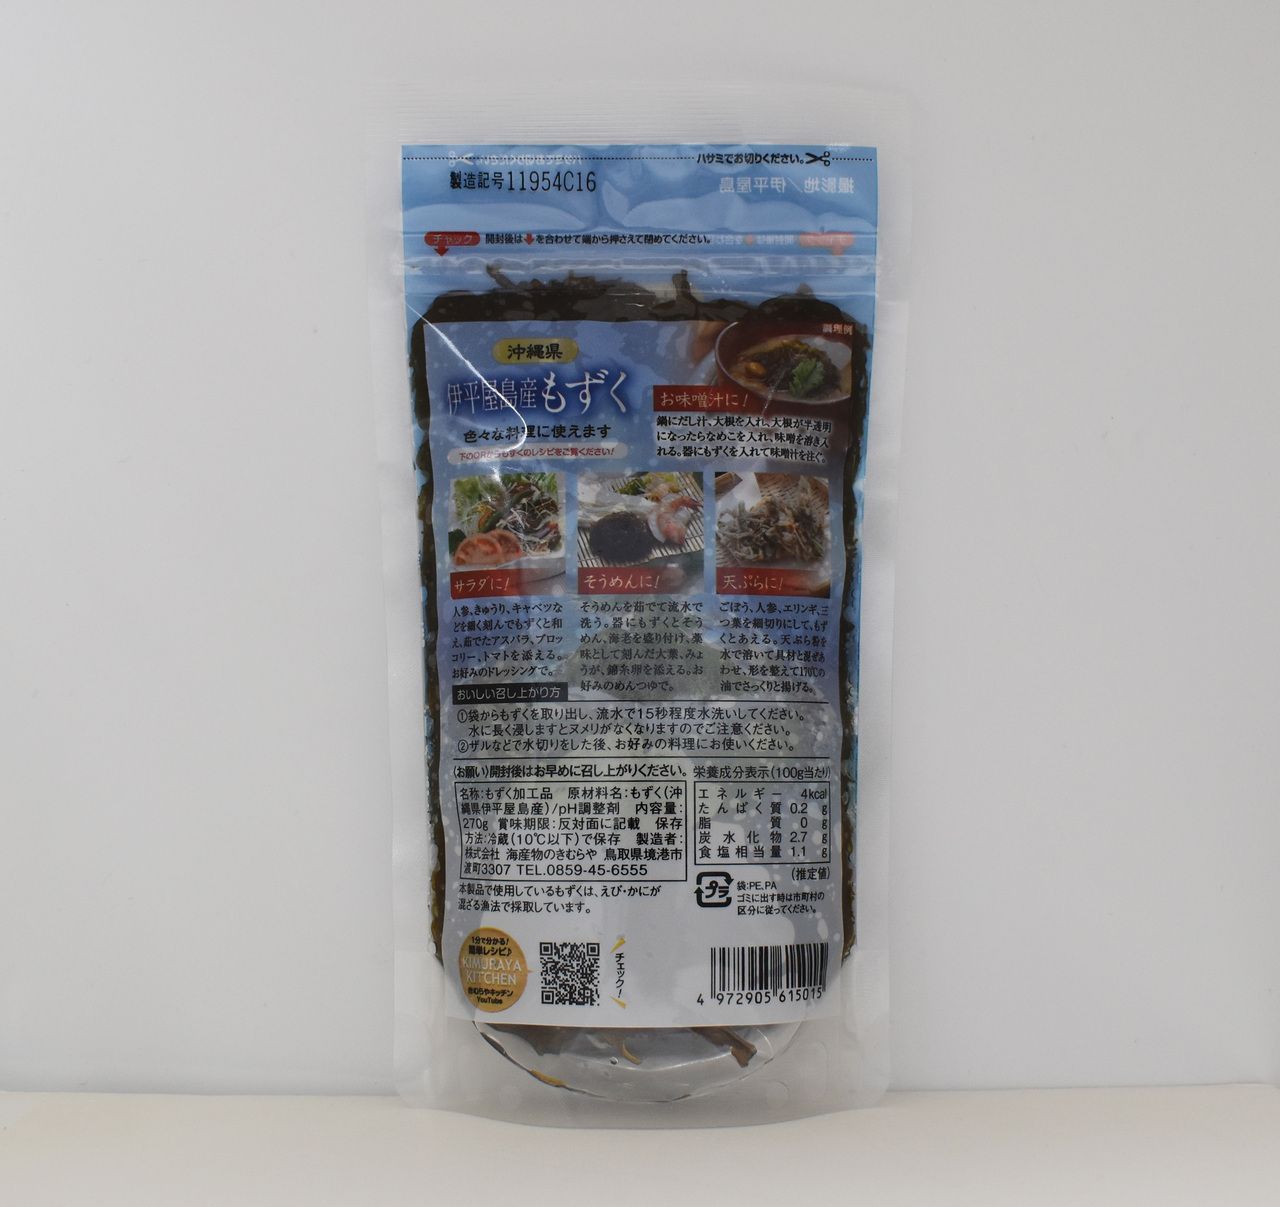 ハサミでお切りください。
製造記号11954C16
撮影地/伊平屋島
チャック 開封後は を合わせて端から押さえて閉めてください。
調理例
沖縄県
伊平屋島産もずく
色々な料理に使えます
下のQRからもずくのレシピをご覧ください!
お味噌汁に!
鍋にだし汁、大根を入れ、大根が半透明
になったらなめこを入れ、味噌を溶き入
れる。器にもずくを入れて味噌汁を注ぐ。
サラダに!
人参、きゅうり、キャベツな
どを細く刻んでもずくと和
え、茹でたアスパラ、ブロッ
コリー、トマトを添える。
お好みのドレッシングで。
そうめんに!
そうめんを茹でて流水で
洗う。器にもずくとそう
めん、海老を盛り付け、薬
味として刻んだ大葉、みょ
うが、錦糸卵を添える。お
好みのめんつゆで。
天ぷらに!
ごぼう、人参、エリンギ、三
つ葉を細切りにして、もず
くとあえる。天ぷら粉を
水で溶いて具材と混ぜあ
わせ、形を整えて170℃の
油でさっくりと揚げる。
おいしい召し上がり方
①袋からもずくを取り出し、流水で15秒程度水洗いしてください。
水に長く浸しますとヌメリがなくなりますのでご注意ください。
②ザルなどで水切りをした後、お好みの料理にお使いください。
〈お願い〉開封後はお早めに召し上がりください。
名称:もずく加工品 原材料名:もずく(沖
縄県伊平屋島産)/pH調整剤 内容量:
270g 賞味期限:反対面に記載 保存
方法:冷蔵(10℃以下)で保存 製造者:
株式会社 海産物のきむらや 鳥取県境港市
渡町3307 TEL.0859-45-6555
本製品で使用しているもずくは、えび・かにが
混ざる漁法で採取しています。
栄養成分表示(100g当たり)
エネルギー 4kcal
たんぱく質 0.2 g
脂質 0 g
炭水化物 2.7 g
食塩相当量 1.1 g
(推定値)
プラ
袋:PE,PA
ゴミに出す時は市町村の
区分に従ってください。
1分で分かる!
簡単レシピ♪
KIMURAYA
KITCHEN
きむらやキッチン
YouTube
チェック!
4 972905 615015